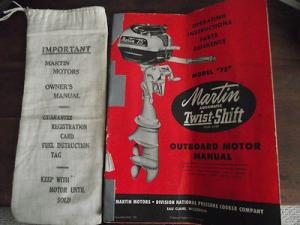 IMPORTANT
MARTIN
MOTORS
OWNER'S
MANUAL
GUARANTEE
REGISTRATION
CARD
FUEL INSTRUCTION
TAG
KEEP WITH
MOTOR UNTIL
SOLD
OPERATING
INSTRUCTIONS
PARTS
REFERENCE
MODEL "75"
Martin
AUTOMATIC
Twist-Shift
OUTBOARD MOTOR
MANUAL
MARTIN MOTORS • DIVISION NATIONAL PRESSURE COOKER COMPANY
EAU CLAIRE, WISCONSIN